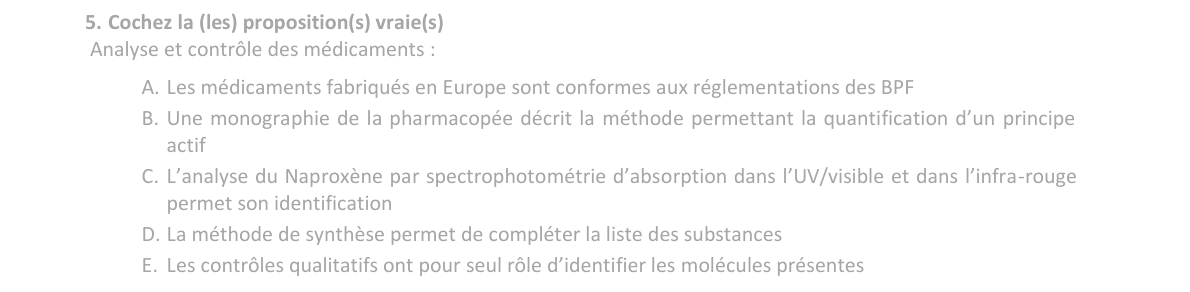 5. Cochez la (les) proposition(s) vraie(s)
Analyse et contrôle des médicaments :
A. Les médicaments fabriqués en Europe sont conformes aux réglementations des BPF
B. Une monographie de la pharmacopée décrit la méthode permettant la quantification d’un principe
actif
C. L’analyse du Naproxène par spectrophotométrie d’absorption dans l’UV/visible et dans l’infra-rouge
permet son identification
D. La méthode de synthèse permet de compléter la liste des substances
E. Les contrôles qualitatifs ont pour seul rôle d’identifier les molécules présentes